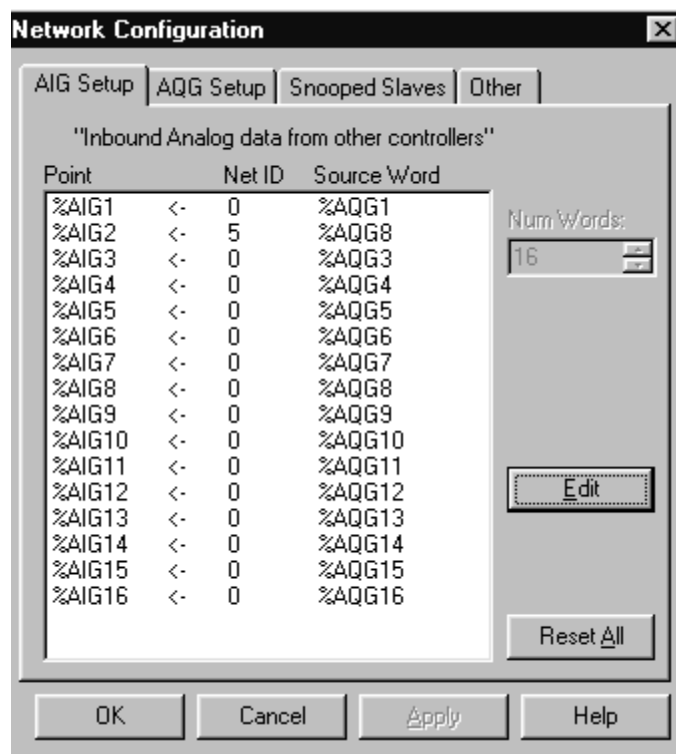 Network Configuration
AIG Setup AQG Setup Snooped Slaves Other
"Inbound Analog data from other controllers"
Point Net ID Source Word
%AIG1 <- 0 %AQG1
%AIG2 <- 5 %AQG8
%AIG3 <- 0 %AQG3
%AIG4 <- 0 %AQG4
%AIG5 <- 0 %AQG5
%AIG6 <- 0 %AQG6
%AIG7 <- 0 %AQG7
%AIG8 <- 0 %AQG8
%AIG9 <- 0 %AQG9
%AIG10 <- 0 %AQG10
%AIG11 <- 0 %AQG11
%AIG12 <- 0 %AQG12
%AIG13 <- 0 %AQG13
%AIG14 <- 0 %AQG14
%AIG15 <- 0 %AQG15
%AIG16 <- 0 %AQG16
Num Words:
16
Edit
Reset All
OK Cancel Apply Help